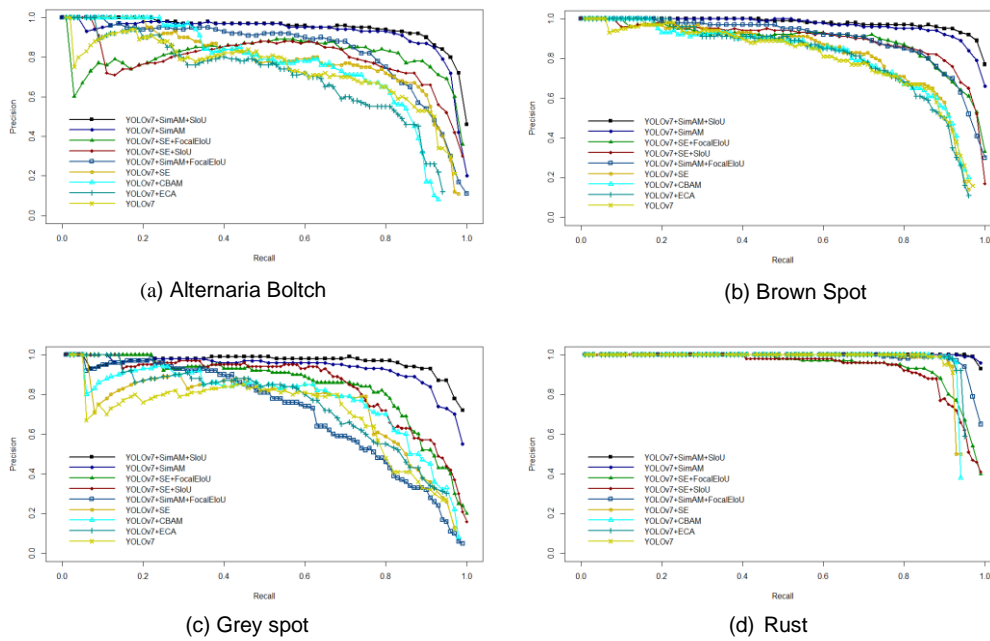 Precision
0.0 0.2 0.4 0.6 0.8 1.0
YOLOv7+SimAM+SIoU
YOLOv7+SimAM
YOLOv7+SE+FocalEIoU
YOLOv7+SE+SIoU
YOLOv7+SimAM+FocalEIoU
YOLOv7+SE
YOLOv7+CBAM
YOLOv7+ECA
YOLOv7
0.0 0.2 0.4 0.6 0.8 1.0
Recall
(a) Alternaria Boltch
Precision
0.0 0.2 0.4 0.6 0.8 1.0
YOLOv7+SimAM+SIoU
YOLOv7+SimAM
YOLOv7+SE+FocalEIoU
YOLOv7+SE+SIoU
YOLOv7+SimAM+FocalEIoU
YOLOv7+SE
YOLOv7+CBAM
YOLOv7+ECA
YOLOv7
0.0 0.2 0.4 0.6 0.8 1.0
Recall
(b) Brown Spot
Precision
0.0 0.2 0.4 0.6 0.8 1.0
YOLOv7+SimAM+SIoU
YOLOv7+SimAM
YOLOv7+SE+FocalEIoU
YOLOv7+SE+SIoU
YOLOv7+SimAM+FocalEIoU
YOLOv7+SE
YOLOv7+CBAM
YOLOv7+ECA
YOLOv7
0.0 0.2 0.4 0.6 0.8 1.0
Recall
(c) Grey spot
Precision
0.0 0.2 0.4 0.6 0.8 1.0
YOLOv7+SimAM+SIoU
YOLOv7+SimAM
YOLOv7+SE+FocalEIoU
YOLOv7+SE+SIoU
YOLOv7+SimAM+FocalEIoU
YOLOv7+SE
YOLOv7+CBAM
YOLOv7+ECA
YOLOv7
0.0 0.2 0.4 0.6 0.8 1.0
Recall
(d) Rust